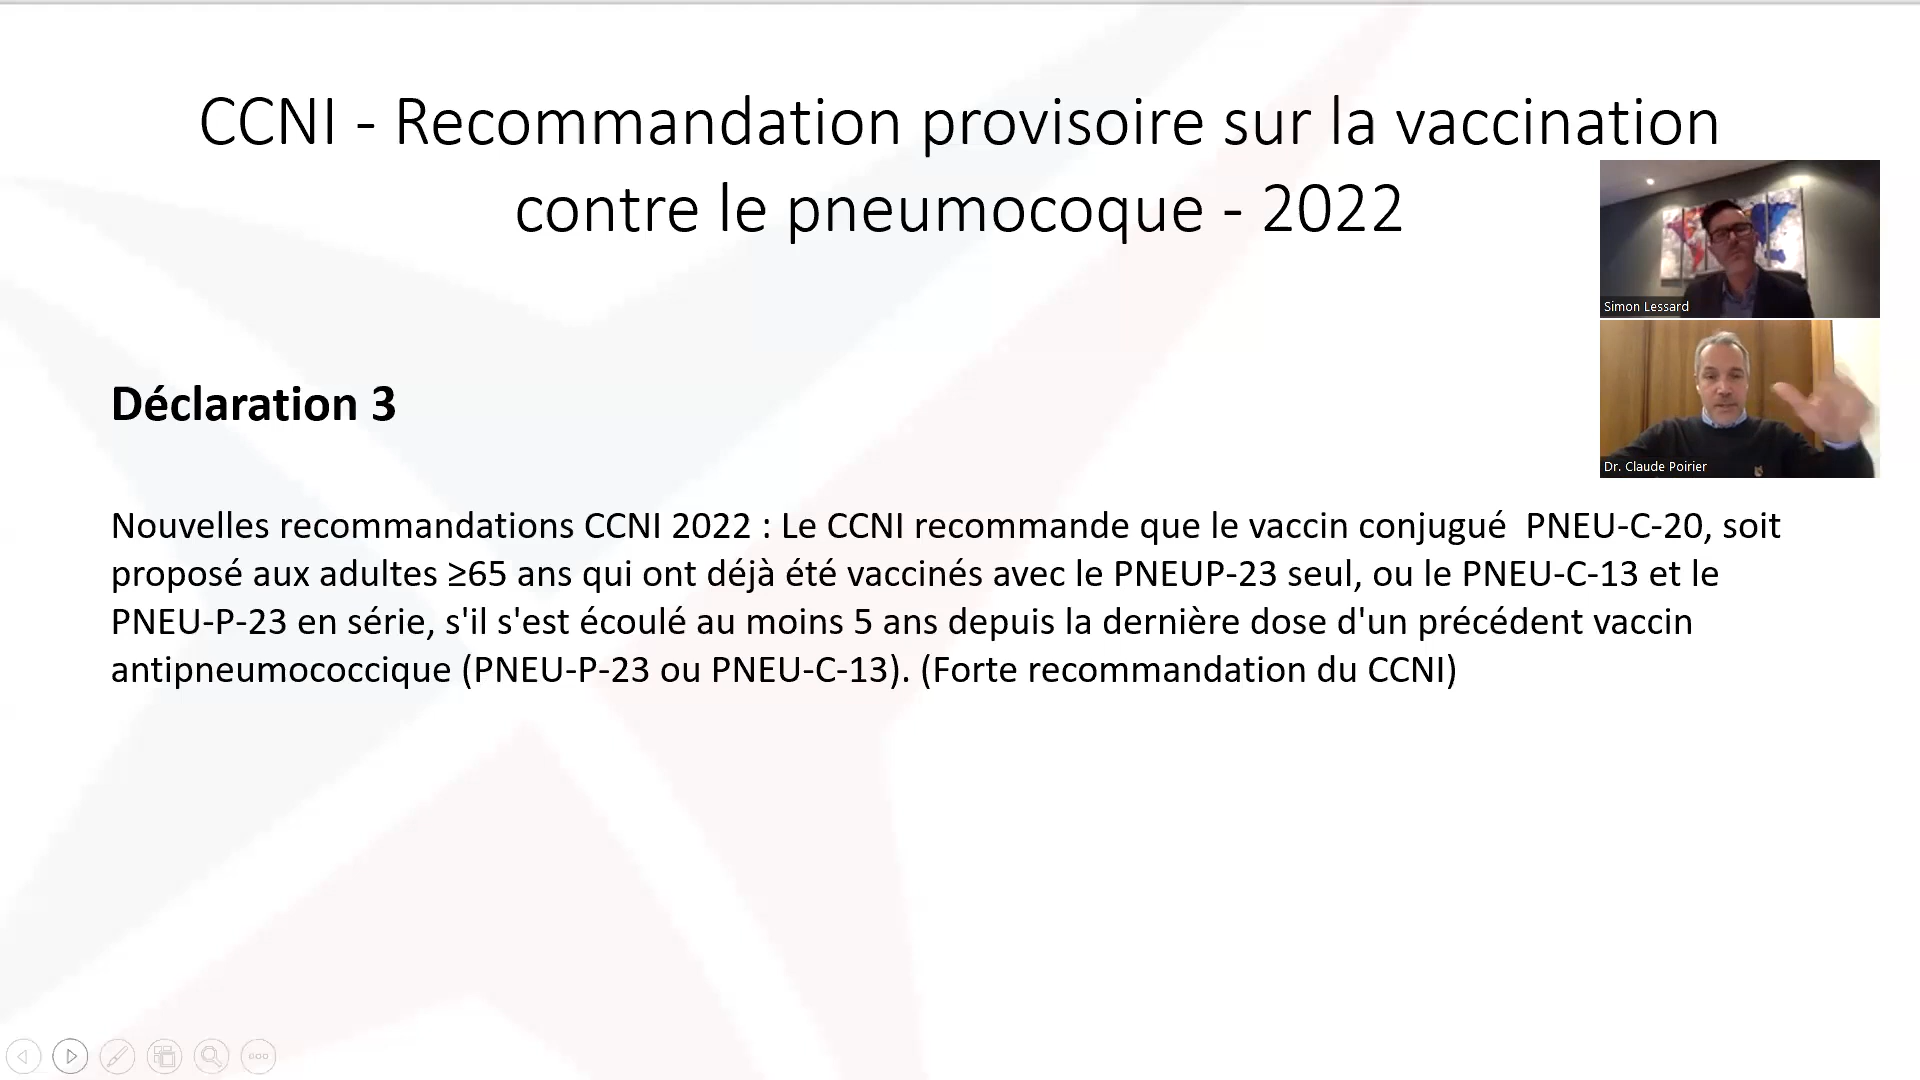 CCNI - Recommandation provisoire sur la vaccination
contre le pneumocoque - 2022
Simon Lessard
Dr. Claude Poirier
Déclaration 3
Nouvelles recommandations CCNI 2022 : Le CCNI recommande que le vaccin conjugué  PNEU-C-20, soit
proposé aux adultes ≥65 ans qui ont déjà été vaccinés avec le PNEUP-23 seul, ou le PNEU-C-13 et le
PNEU-P-23 en série, s'il s'est écoulé au moins 5 ans depuis la dernière dose d'un précédent vaccin
antipneumococcique (PNEU-P-23 ou PNEU-C-13). (Forte recommandation du CCNI)